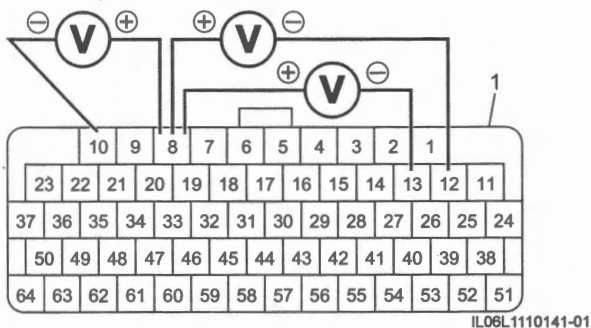 ⊖ V ⊕ ⊕ V ⊖
⊕ V ⊖
1
10 9 8 7 6 5 4 3 2 1
23 22 21 20 19 18 17 16 15 14 13 12 11
37 36 35 34 33 32 31 30 29 28 27 26 25 24
50 49 48 47 46 45 44 43 42 41 40 39 38
64 63 62 61 60 59 58 57 56 55 54 53 52 51
IL06L1110141-01